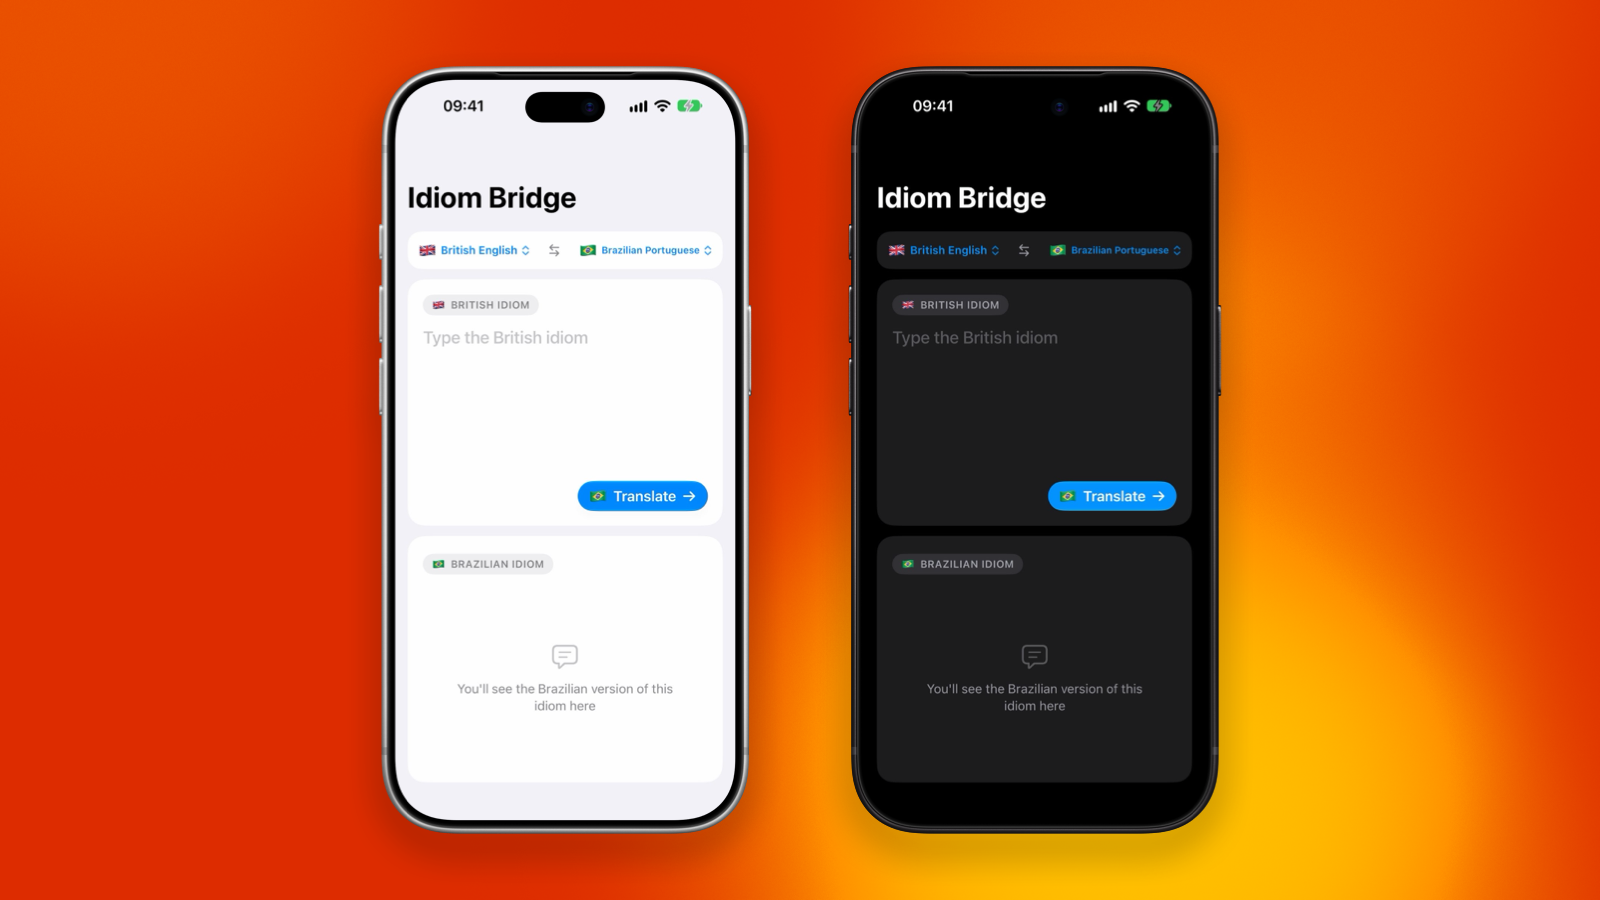 09:41
Idiom Bridge
British English
Brazilian Portuguese
BRITISH IDIOM
Type the British idiom
Translate
BRAZILIAN IDIOM
You'll see the Brazilian version of this
idiom here
09:41
Idiom Bridge
British English
Brazilian Portuguese
BRITISH IDIOM
Type the British idiom
Translate
BRAZILIAN IDIOM
You'll see the Brazilian version of this
idiom here